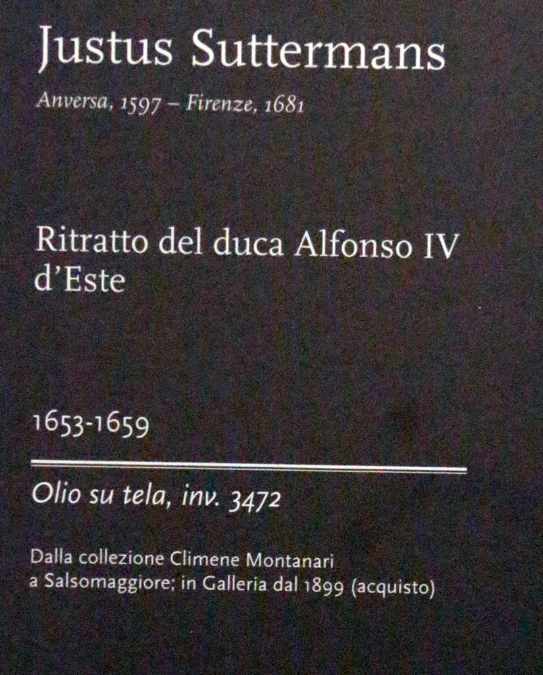 Justus Suttermans
Anversa, 1597 – Firenze, 1681
Ritratto del duca Alfonso IV
d'Este
1653-1659
Olio su tela, inv. 3472
Dalla collezione Climene Montanari
a Salsomaggiore; in Galleria dal 1899 (acquisto)